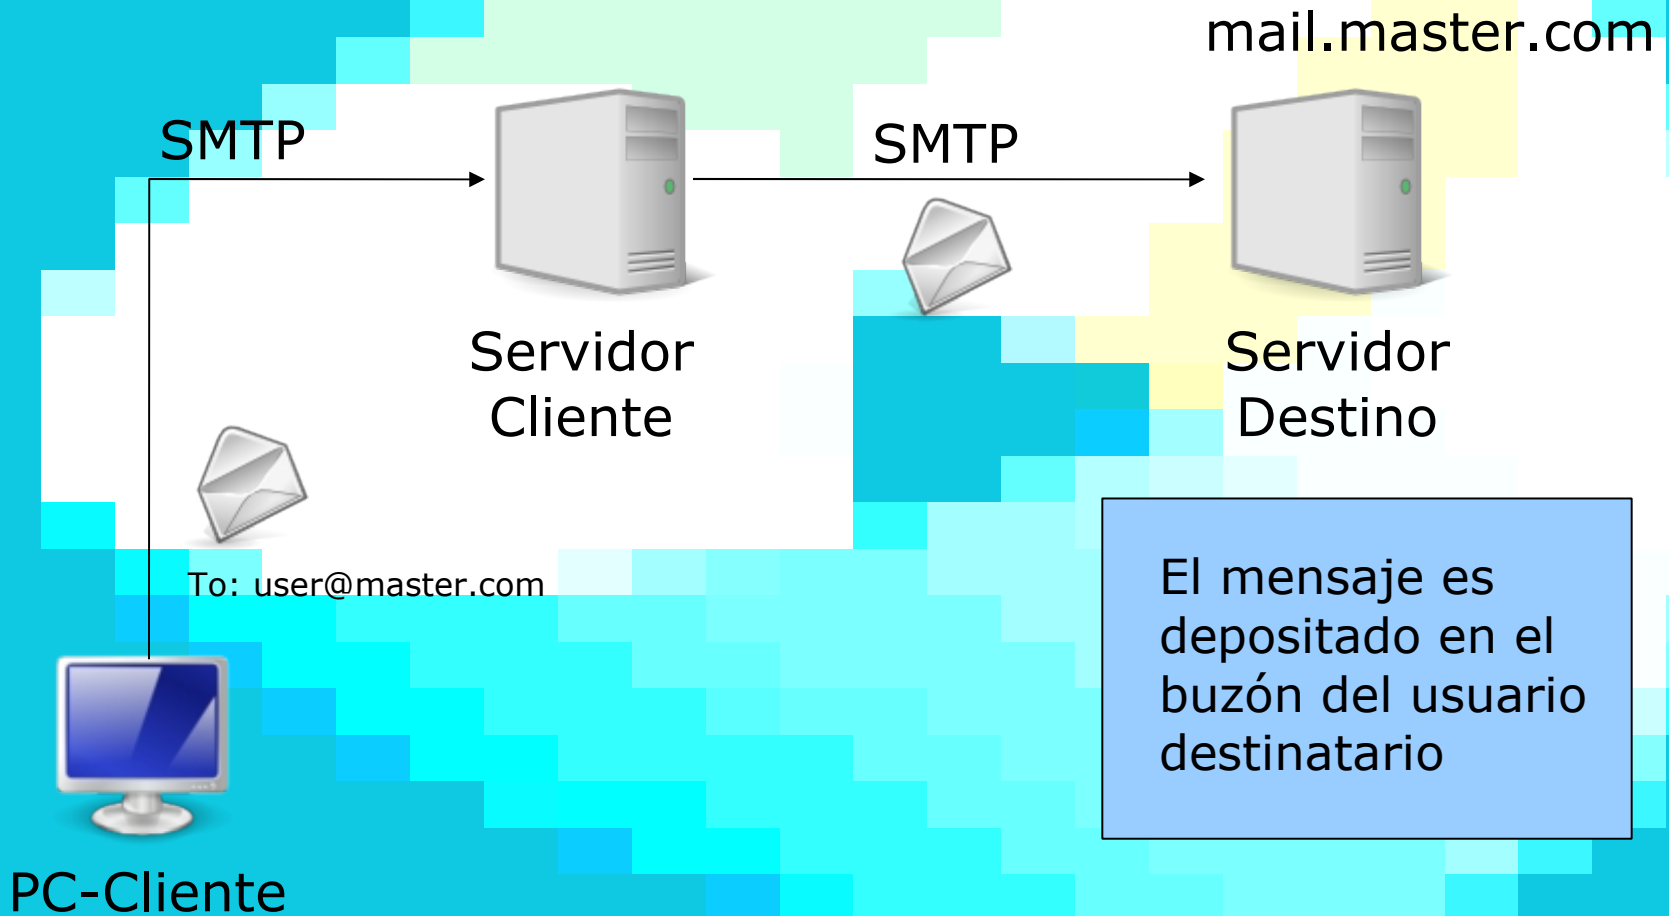 mail.master.com
SMTP
SMTP
Servidor
Cliente
Servidor
Destino
To: user@master.com
El mensaje es
depositado en el
buzón del usuario
destinatario
PC-Cliente